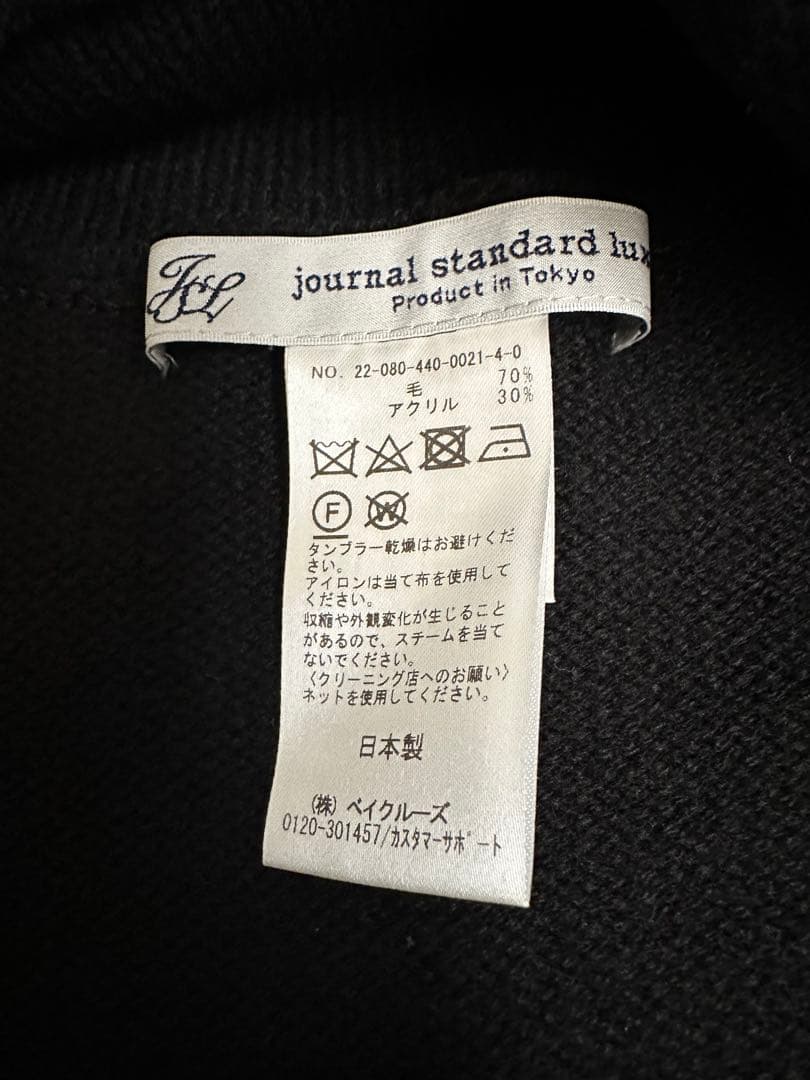 JSL
journal standard lux
Product in Tokyo
NO. 22-080-440-0021-4-0
毛 70%
アクリル 30%
F W
タンブラー乾燥はお避けくだ
さい。
アイロンは当て布を使用して
ください。
収縮や外観変化が生じること
があるので、スチームを当て
ないでください。
〈クリーニング店へのお願い〉
ネットを使用してください。
日本製
(株) ベイクルーズ
0120-301457/カスタマーサポート